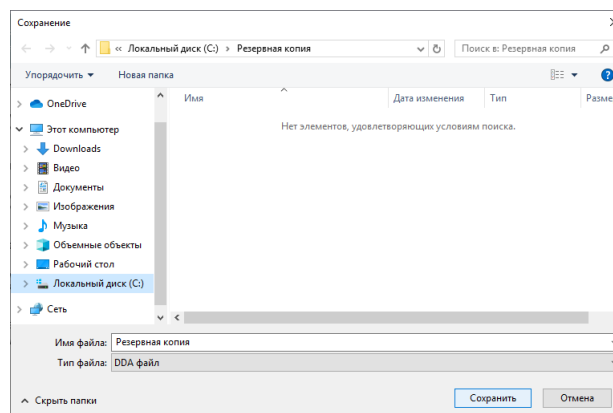 Сохранение
« Локальный диск (C:) › Резервная копия
Поиск в: Резервная копия
Упорядочить
Новая папка
Имя
Дата изменения
Тип
Разме
Нет элементов, удовлетворяющих условиям поиска.
OneDrive
Этот компьютер
Downloads
Видео
Документы
Изображения
Музыка
Объемные объекты
Рабочий стол
Локальный диск (C:)
Сеть
Имя файла: Резервная копия
Тип файла: DDA файл
Скрыть папки
Сохранить
Отмена